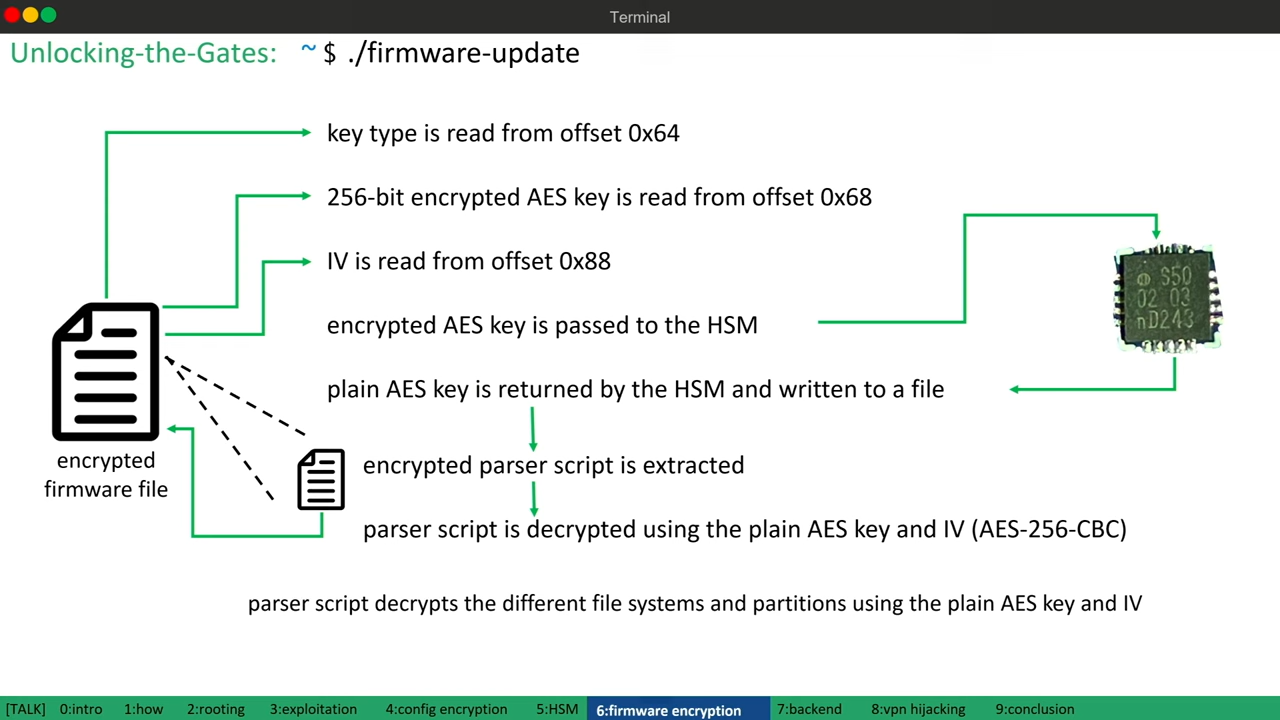 Terminal
Unlocking-the-Gates: ~ $ ./firmware-update
key type is read from offset 0x64
256-bit encrypted AES key is read from offset 0x68
IV is read from offset 0x88
encrypted AES key is passed to the HSM
S50
02 03
nD243
plain AES key is returned by the HSM and written to a file
encrypted
firmware file
encrypted parser script is extracted
parser script is decrypted using the plain AES key and IV (AES-256-CBC)
parser script decrypts the different file systems and partitions using the plain AES key and IV
[TALK] 0:intro 1:how 2:rooting 3:exploitation 4:config encryption 5:HSM 6:firmware encryption 7:backend 8:vpn hijacking 9:conclusion